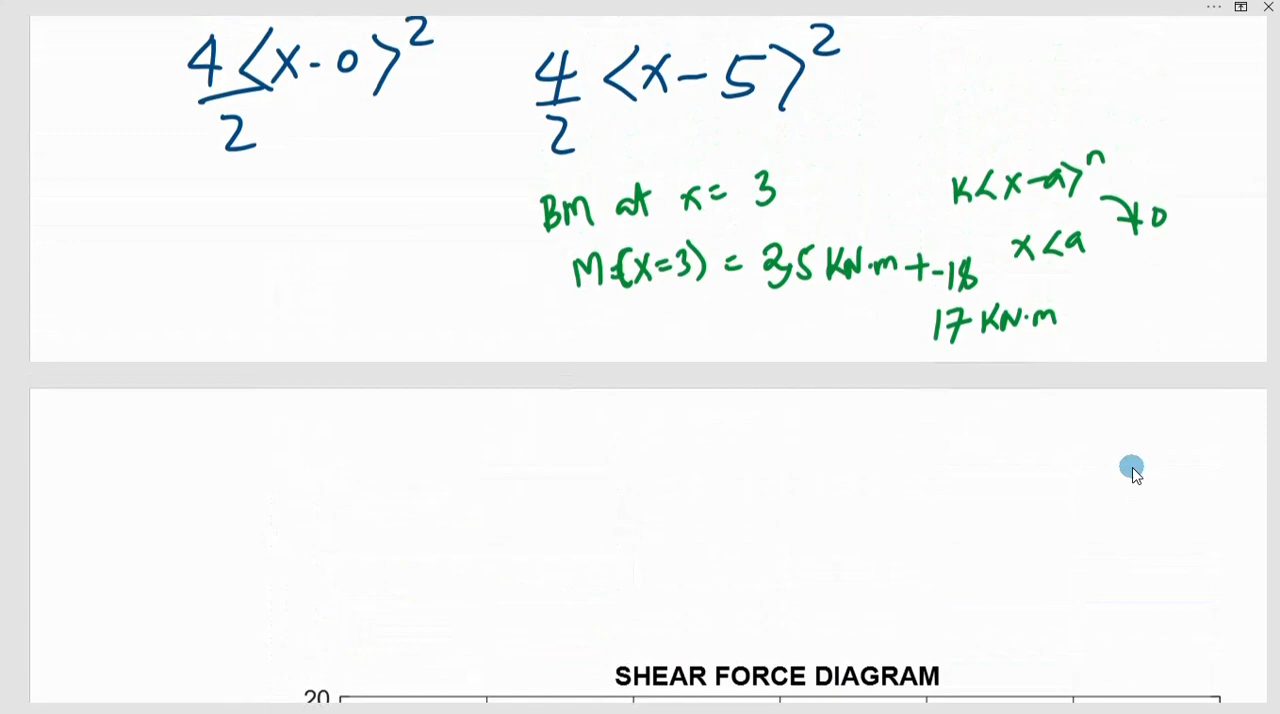 4/2 <x-0>² 4/2 <x-5>²
K<x-a>ⁿ
BM at x = 3
x<a
M:(x=3) = 35 KN·m + -18
17 KN·m
SHEAR FORCE DIAGRAM
20